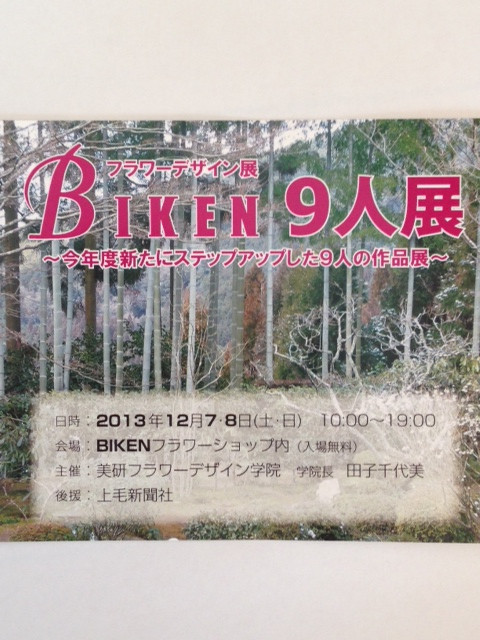 フラワーデザイン展
BIKEN 9人展
～今年度新たにステップアップした9人の作品展～
日時：2013年12月7・8日(土・日) 10:00～19:00
会場：BIKENフラワーショップ内（入場無料）
主催：美研フラワーデザイン学院 学院長 田子千代美
後援：上毛新聞社